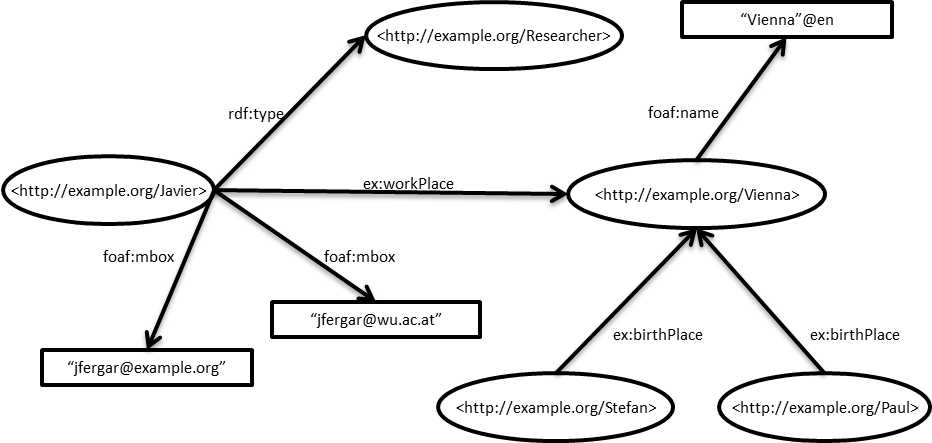 <http://example.org/Researcher>
“Vienna”@en
rdf:type
foaf:name
<http://example.org/Javier>
ex:workPlace
<http://example.org/Vienna>
foaf:mbox
foaf:mbox
“jfergar@wu.ac.at”
“jfergar@example.org”
ex:birthPlace
ex:birthPlace
<http://example.org/Stefan>
<http://example.org/Paul>